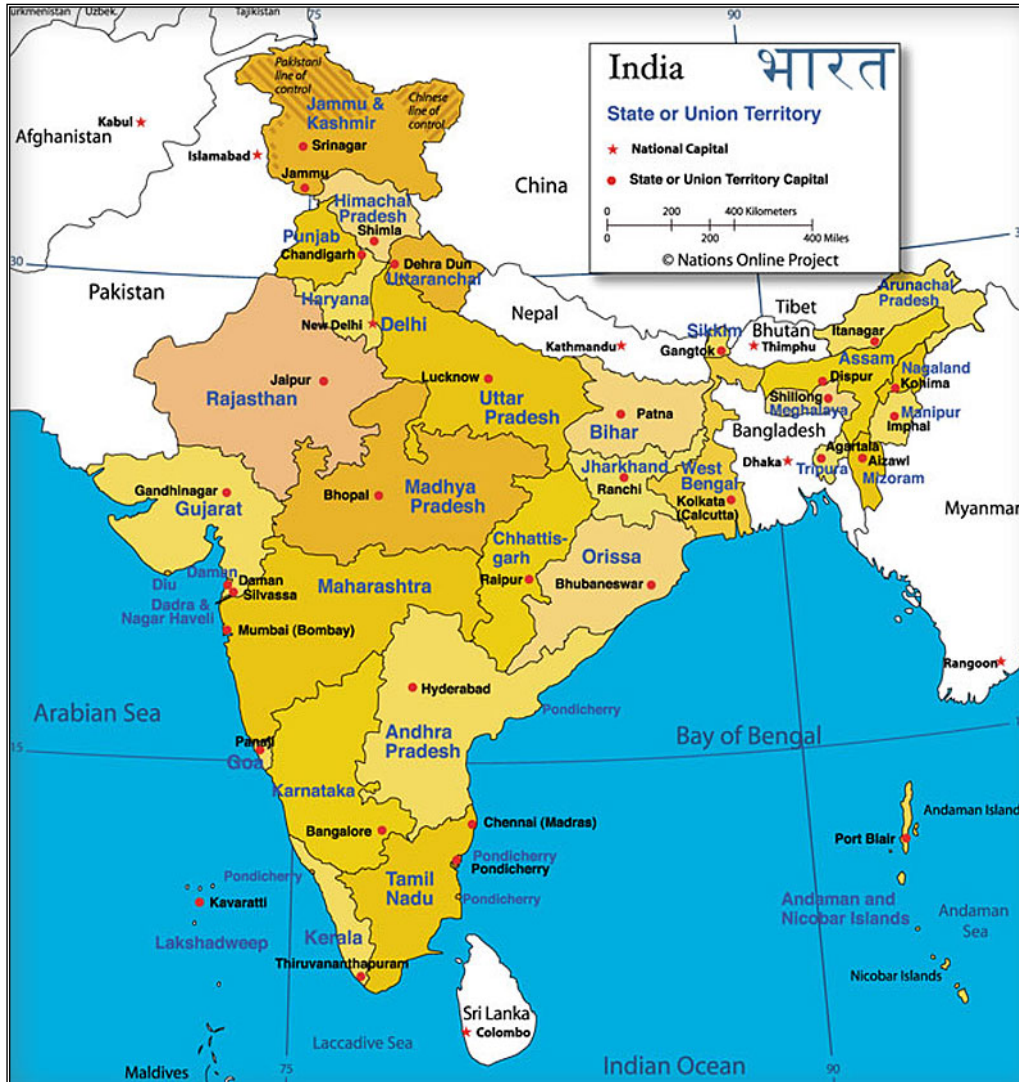 urkmenistan
Uzbek.
Tajikistan
75
90
India
भारत
State or Union Territory
National Capital
State or Union Territory Capital
0 200 400 Kilometers
0 200 400 Miles
© Nations Online Project
Pakistani
line of
control
Chinese
line of
control
Jammu &
Kashmir
Srinagar
Jammu
Afghanistan
Kabul
Islamabad
China
Himachal
Pradesh
Shimla
Punjab
Chandigarh
Dehra Dun
Uttaranchal
30
3
Pakistan
Haryana
New Delhi
Delhi
Nepal
Kathmandu
Tibet
Bhutan
Thimphu
Sikkim
Gangtok
Arunachal
Pradesh
Itanagar
Assam
Dispur
Nagaland
Kohima
Shillong
Meghalaya
Manipur
Imphal
Jaipur
Rajasthan
Lucknow
Uttar
Pradesh
Patna
Bihar
Bangladesh
Dhaka
Agartala
Tripura
Aizawl
Mizoram
Jharkhand
Ranchi
West
Bengal
Kolkata
(Calcutta)
Myanmar
Gandhinagar
Gujarat
Bhopal
Madhya
Pradesh
Chhattis-
garh
Raipur
Orissa
Bhubaneswar
Daman
Diu
Daman
Silvassa
Dadra &
Nagar Haveli
Maharashtra
Mumbai (Bombay)
Rangoon
Hyderabad
Andhra
Pradesh
Pondicherry
Arabian Sea
Bay of Bengal
15
1
Panaji
Goa
Karnataka
Bangalore
Chennai (Madras)
Pondicherry
Pondicherry
Pondicherry
Pondicherry
Tamil
Nadu
Kerala
Thiruvananthapuram
Kavaratti
Lakshadweep
Andaman Island
Port Blair
Andaman and
Nicobar Islands
Andaman
Sea
Nicobar Islands
Sri Lanka
Colombo
Laccadive Sea
Indian Ocean
Maldives
75
90